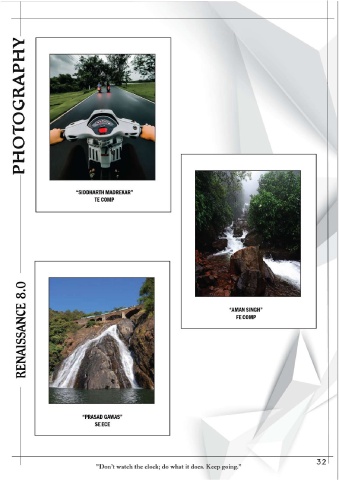 PHOTOGRAPHY
"SIDDHARTH MADREKAR"
TE COMP
"AMAN SINGH"
FE COMP
RENAISSANCE 8.0
"PRASAD GAWAS"
SE ECE
"Don't watch the clock; do what it does. Keep going."
32